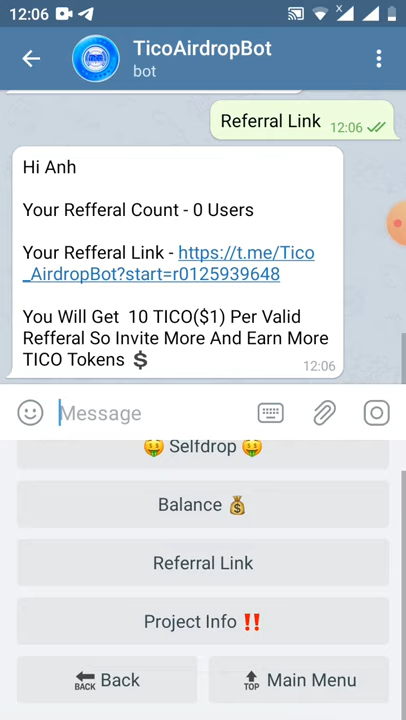 12:06
TicoAirdropBot
bot
Referral Link
12:06
Hi Anh
Your Refferal Count - 0 Users
Your Refferal Link - https://t.me/Tico
_AirdropBot?start=r0125939648
You Will Get 10 TICO($1) Per Valid
Refferal So Invite More And Earn More
TICO Tokens 💲
12:06
Message
🤑 Selfdrop 🤑
Balance 💰
Referral Link
Project Info ‼️
🔙 Back
🔝 Main Menu